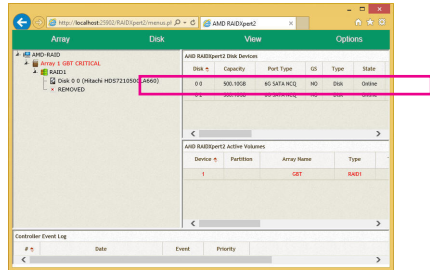 http://localhost:25902/RAIDXpert/menus.pl
AMD RAIDXpert2
Array Disk View Options
AMD-RAID
Array 1 GBT CRITICAL
RAID1
Disk 0 0 (Hitachi HDS7210500LA660)
REMOVED
AMD RAIDXpert2 Disk Devices
Disk Capacity Port Type GS Type State
0 0 500.10GB 6G SATA NCQ NO Disk Online
AMD RAIDXpert2 Active Volumes
Device Partition Array Name Type
1 GBT RAID1
Controller Event Log
# Date Event Priority